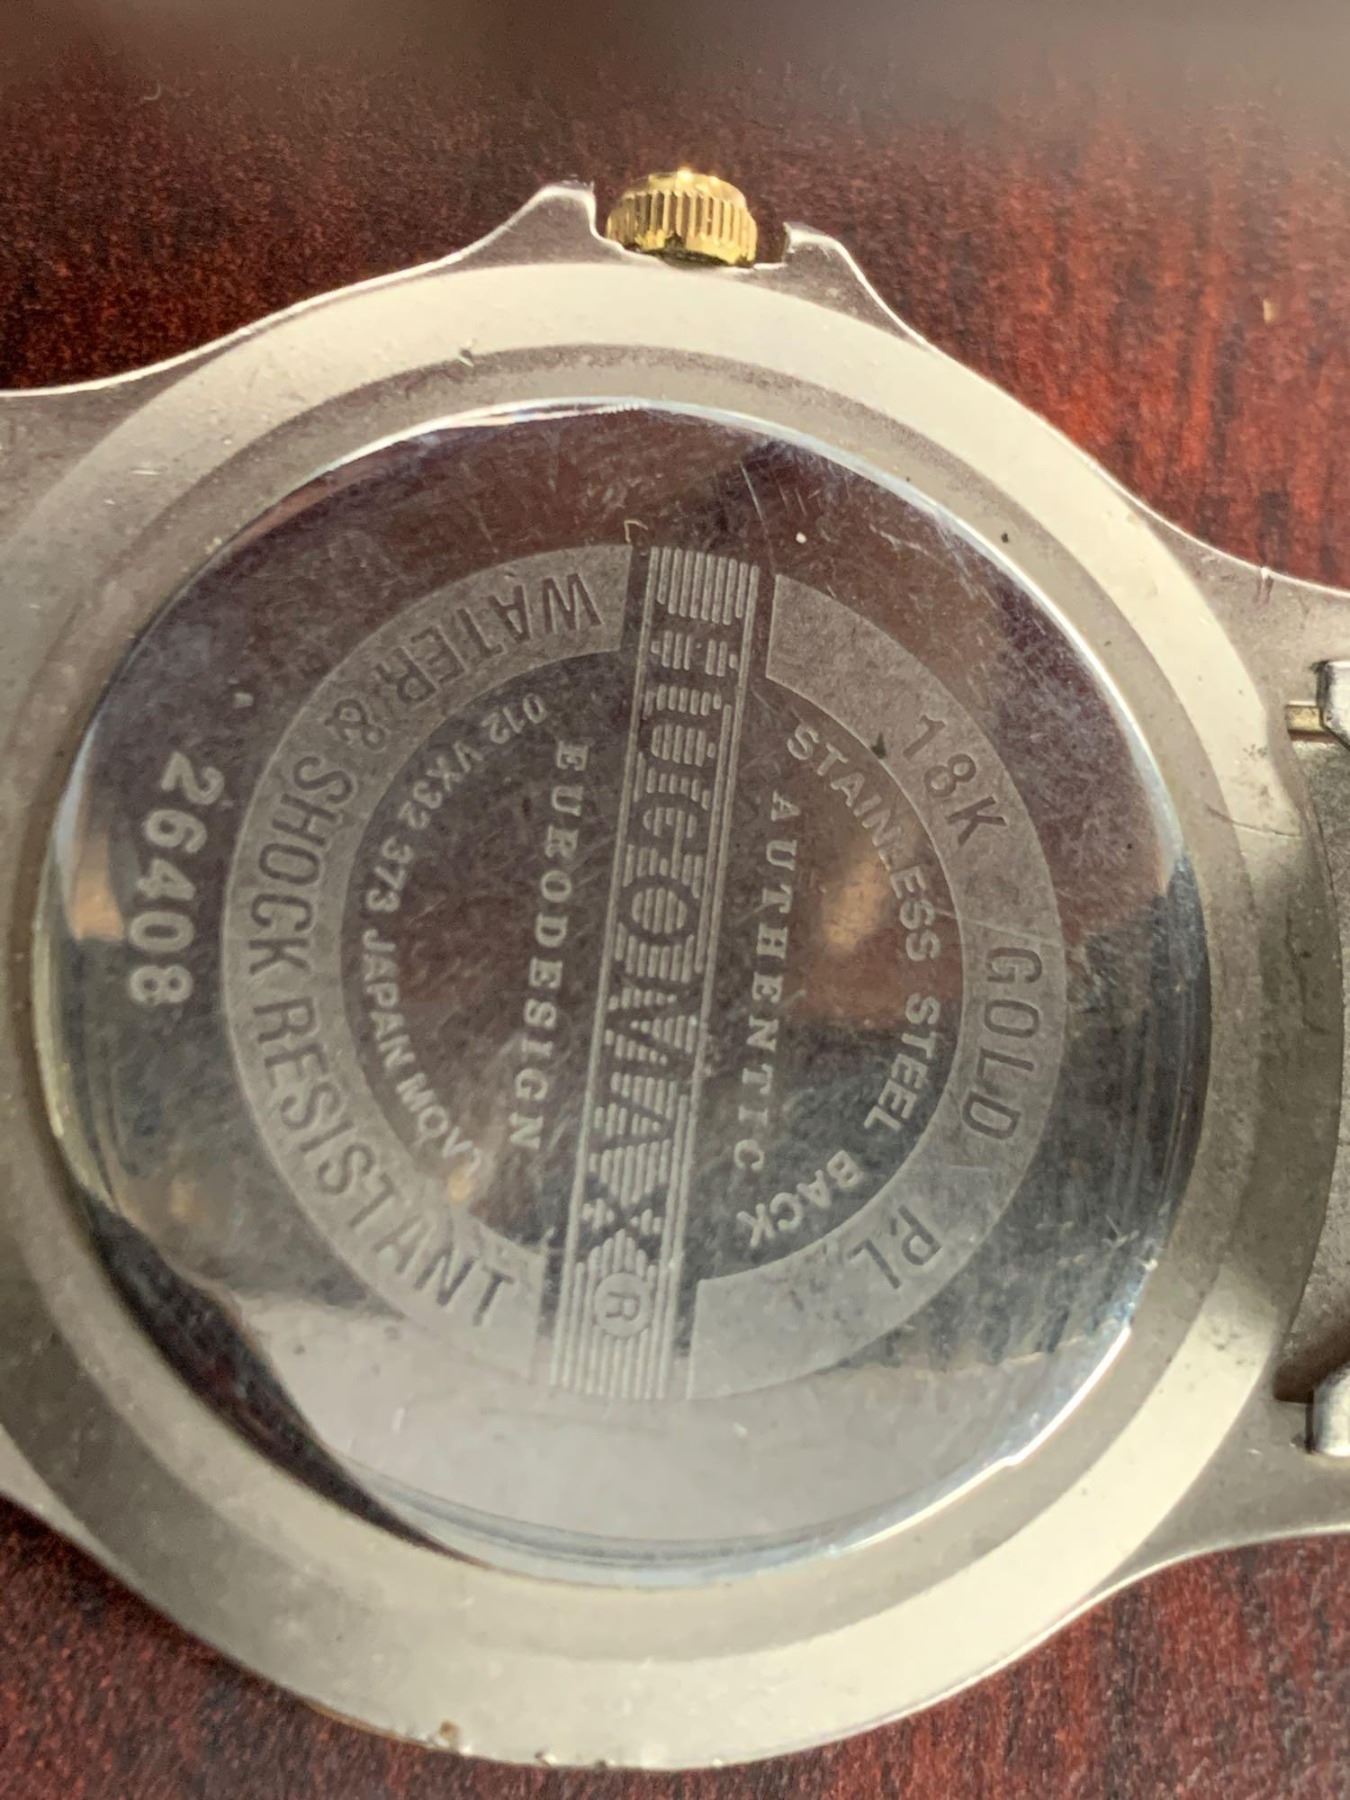 18K GOLD PL
STAINLESS STEEL BACK
AUTHENTIC
HUGOMAX ®
EURODESIGN
012 VX32 373 JAPAN MOV'T
WATER & SHOCK RESISTANT
26408